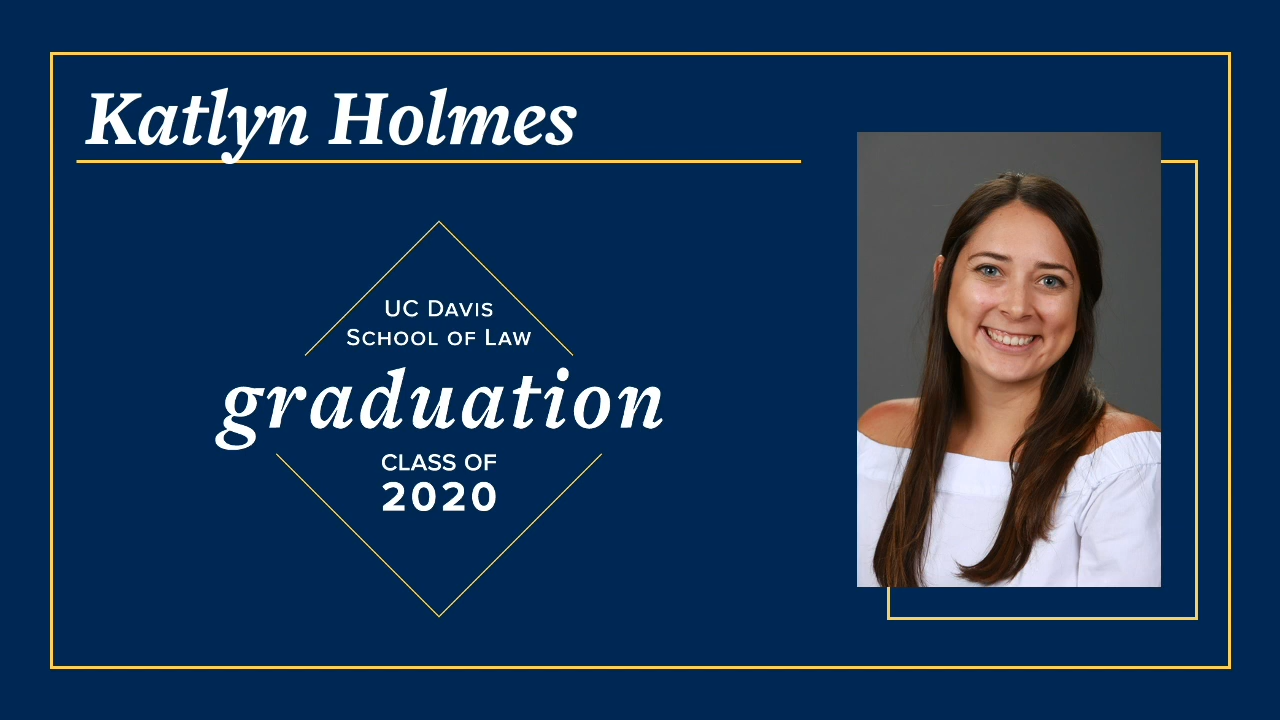 Katlyn Holmes
UC Davis
School of Law
graduation
CLASS OF
2020